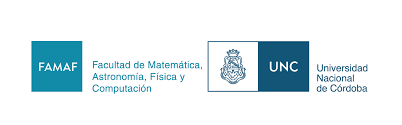 FAMAF
Facultad de Matemática,
Astronomía, Física y
Computación
UNC
Universidad
Nacional
de Córdoba